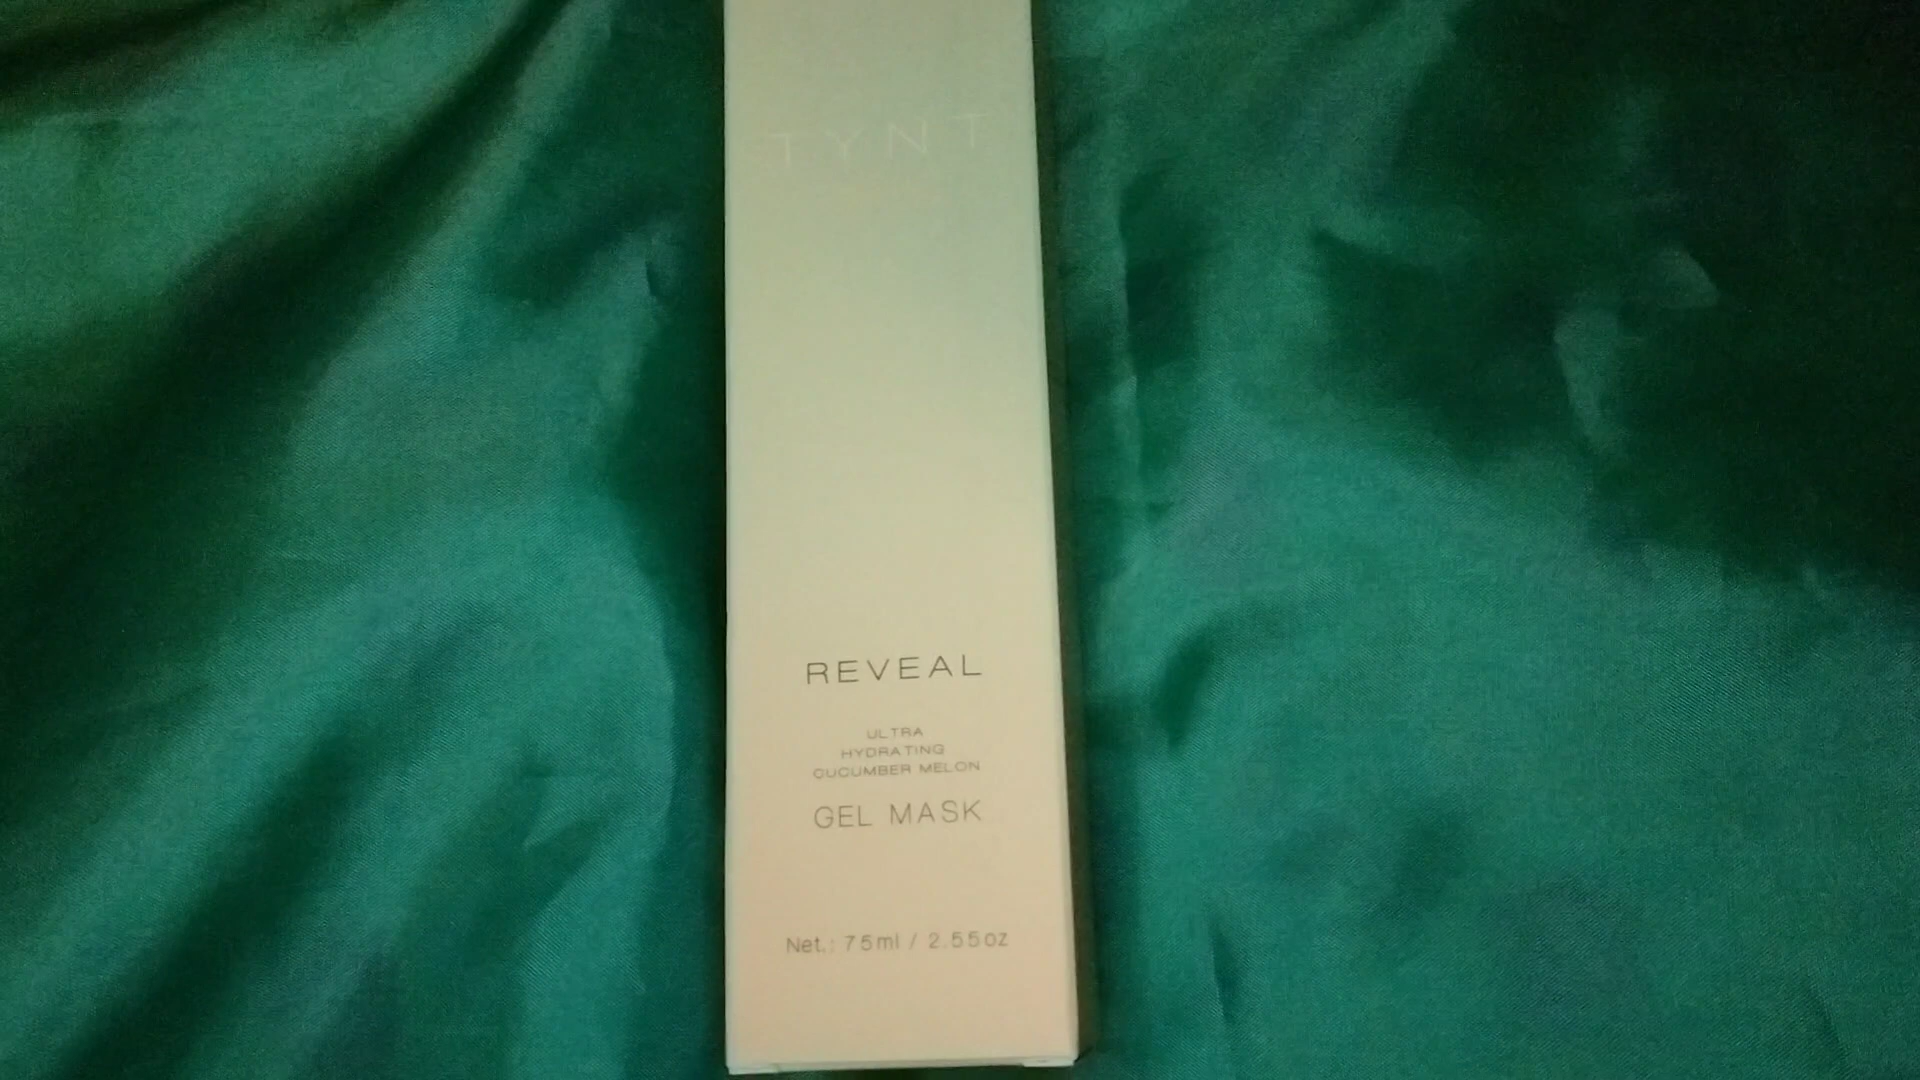 TYNT
REVEAL
ULTRA
HYDRATING
CUCUMBER MELON
GEL MASK
Net.: 75ml / 2.55oz